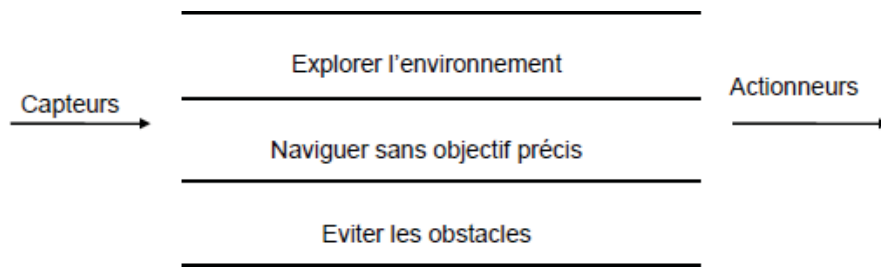 Explorer l'environnement
Capteurs
Actionneurs
Naviguer sans objectif précis
Eviter les obstacles